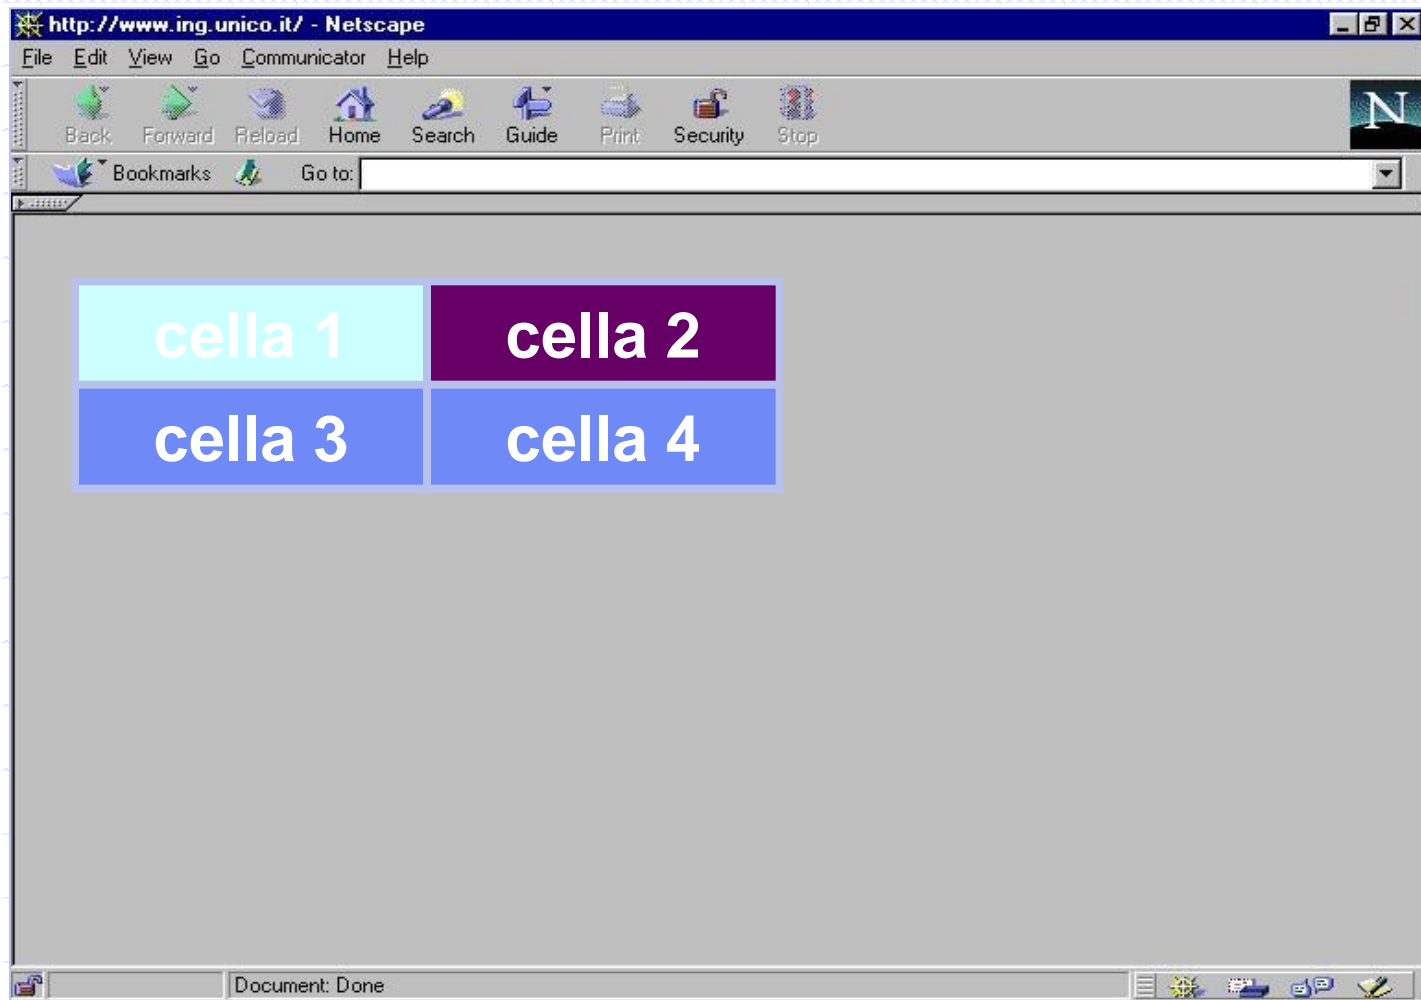 http://www.ing.unico.it/ - Netscape
File Edit View Go Communicator Help
Back Forward Reload Home Search Guide Print Security Stop
N
Bookmarks Go to:
cella 1 cella 2
cella 3 cella 4
Document: Done